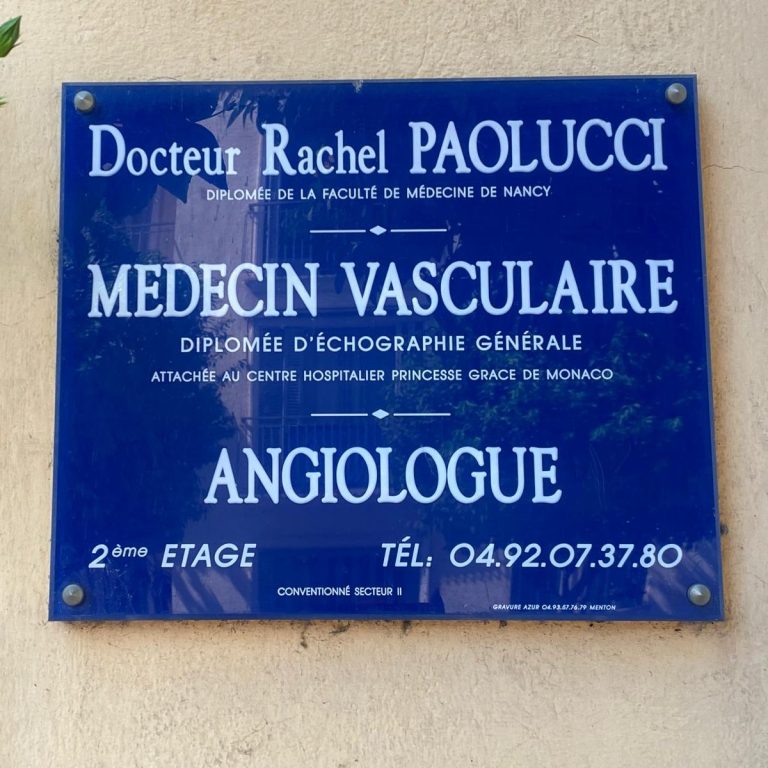 Docteur Rachel PAOLUCCI
DIPLOMÉE DE LA FACULTÉ DE MÉDECINE DE NANCY
MEDECIN VASCULAIRE
DIPLOMÉE D'ÉCHOGRAPHIE GÉNÉRALE
ATTACHÉE AU CENTRE HOSPITALIER PRINCESSE GRACE DE MONACO
ANGIOLOGUE
2ème ETAGE TÉL: 04.92.07.37.80
CONVENTIONNÉ SECTEUR II
GRAVURE AZUR 04.93.57.76.79 MENTON